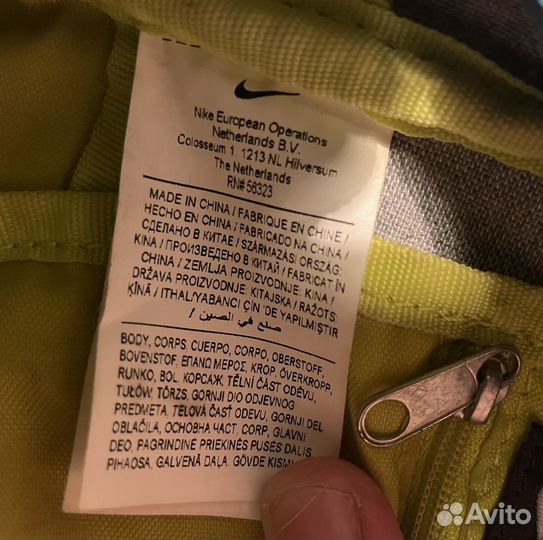 Nike European Operations
Netherlands B.V.
Colosseum 1 1213 NL Hilversum
The Netherlands
RN# 56323
MADE IN CHINA / FABRIQUE EN CHINE /
HECHO EN CHINA / FABRICADO NA CHINA /
СДЕЛАНО В КИТАЕ / SZÁRMAZÁSI ORSZÁG:
KÍNA / ПРОИЗВЕДЕНО В КИТАЙ / FABRICAT ÎN
CHINA / ZEMLJA PROIZVODNJE: KINA /
DRŽAVA PROIZVODNJE: KITAJSKA / RAŽOTS:
ĶĪNĀ / ITHAL/YABANCI ÇİN 'DE YAPILMIŞTIR
/ صنع في الصين
BODY, CORPS, CUERPO, CORPO, OBERSTOFF,
BOVENSTOF, ΕΠΑΝΩ ΜΕΡΟΣ, KROP, ÖVERKROPP,
RUNKO, BOL, КОРСАЖ, TĚLNÍ ČÁST ODĚVU,
TUŁÓW, TÖRZS, GORNJI DIO ODJEVNOG
PREDMETA, TELOVÁ ČASŤ ODEVU, GORNJI DEL
OBLAČILA, ОСНОВНА ЧАСТ, CORP, GLAVNI
DEO, PAGRINDINĖ PRIEKINĖS PUSĖS DALIS
PIHAOSA, GALVENĀ DAĻA, GÖVDE KISMI
Avito